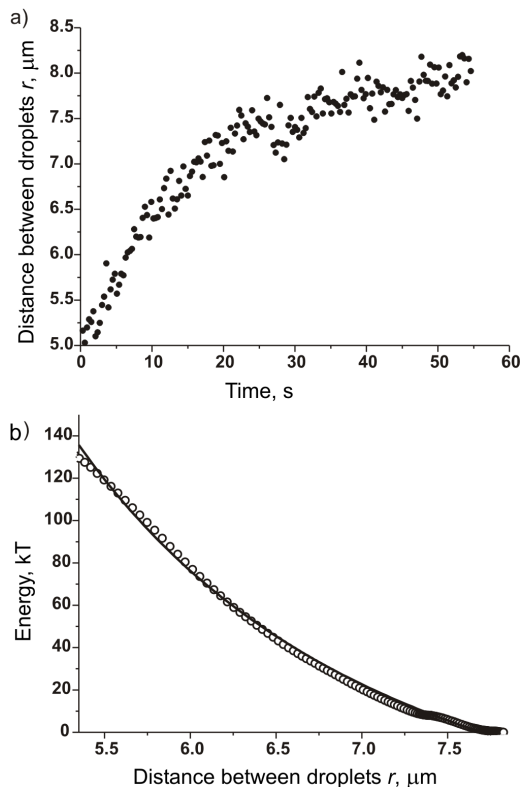 a)
Distance between droplets r, μm
8.5
8.0
7.5
7.0
6.5
6.0
5.5
5.0
0 10 20 30 40 50 60
Time, s
b)
Energy, kT
140
120
100
80
60
40
20
0
5.5 6.0 6.5 7.0 7.5
Distance between droplets r, μm